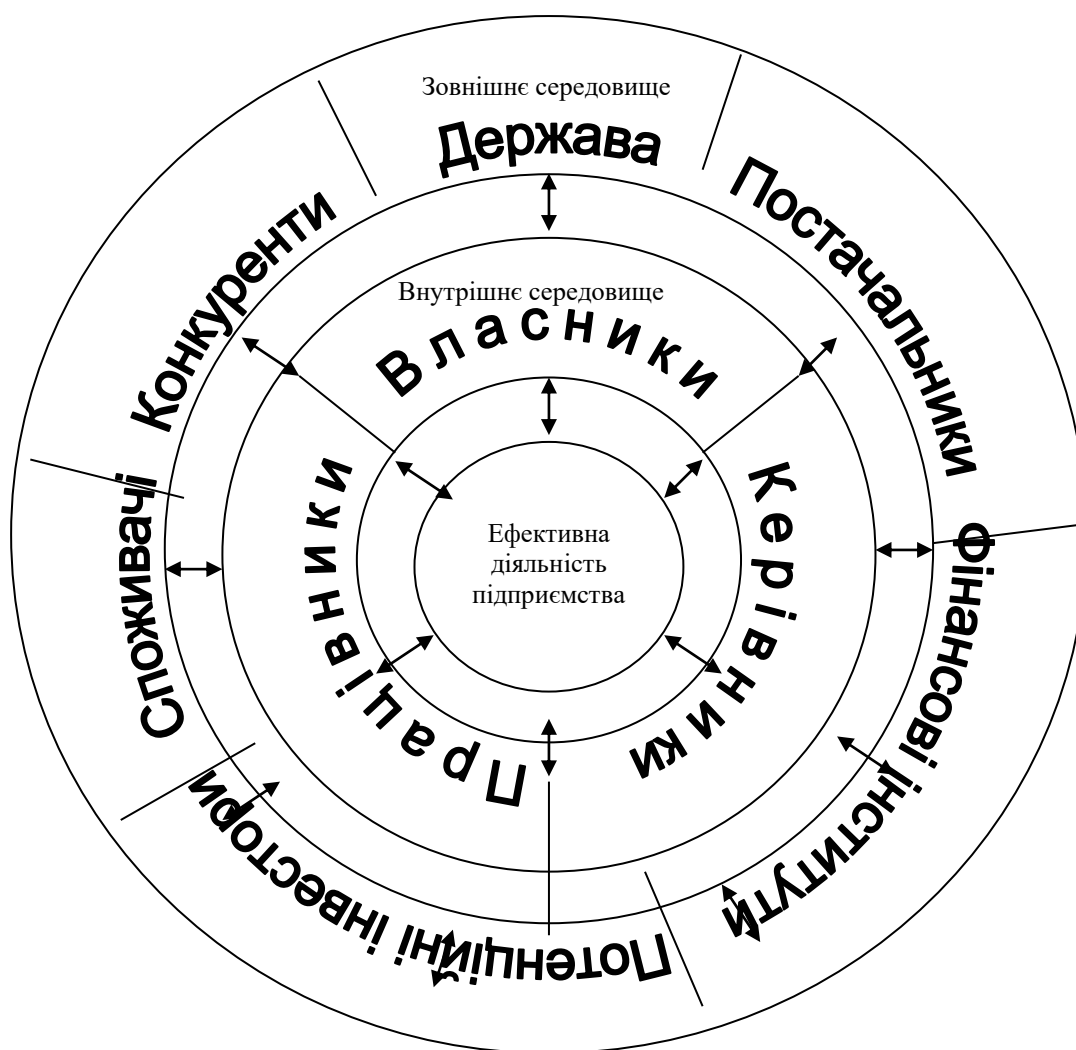 Зовнішнє середовище
Держава
Постачальники
Фінансові інститути
Потенційні інвестори
Споживачі
Конкуренти
Внутрішнє середовище
Власники
Керівники
Працівники
Ефективна
діяльність
підприємства